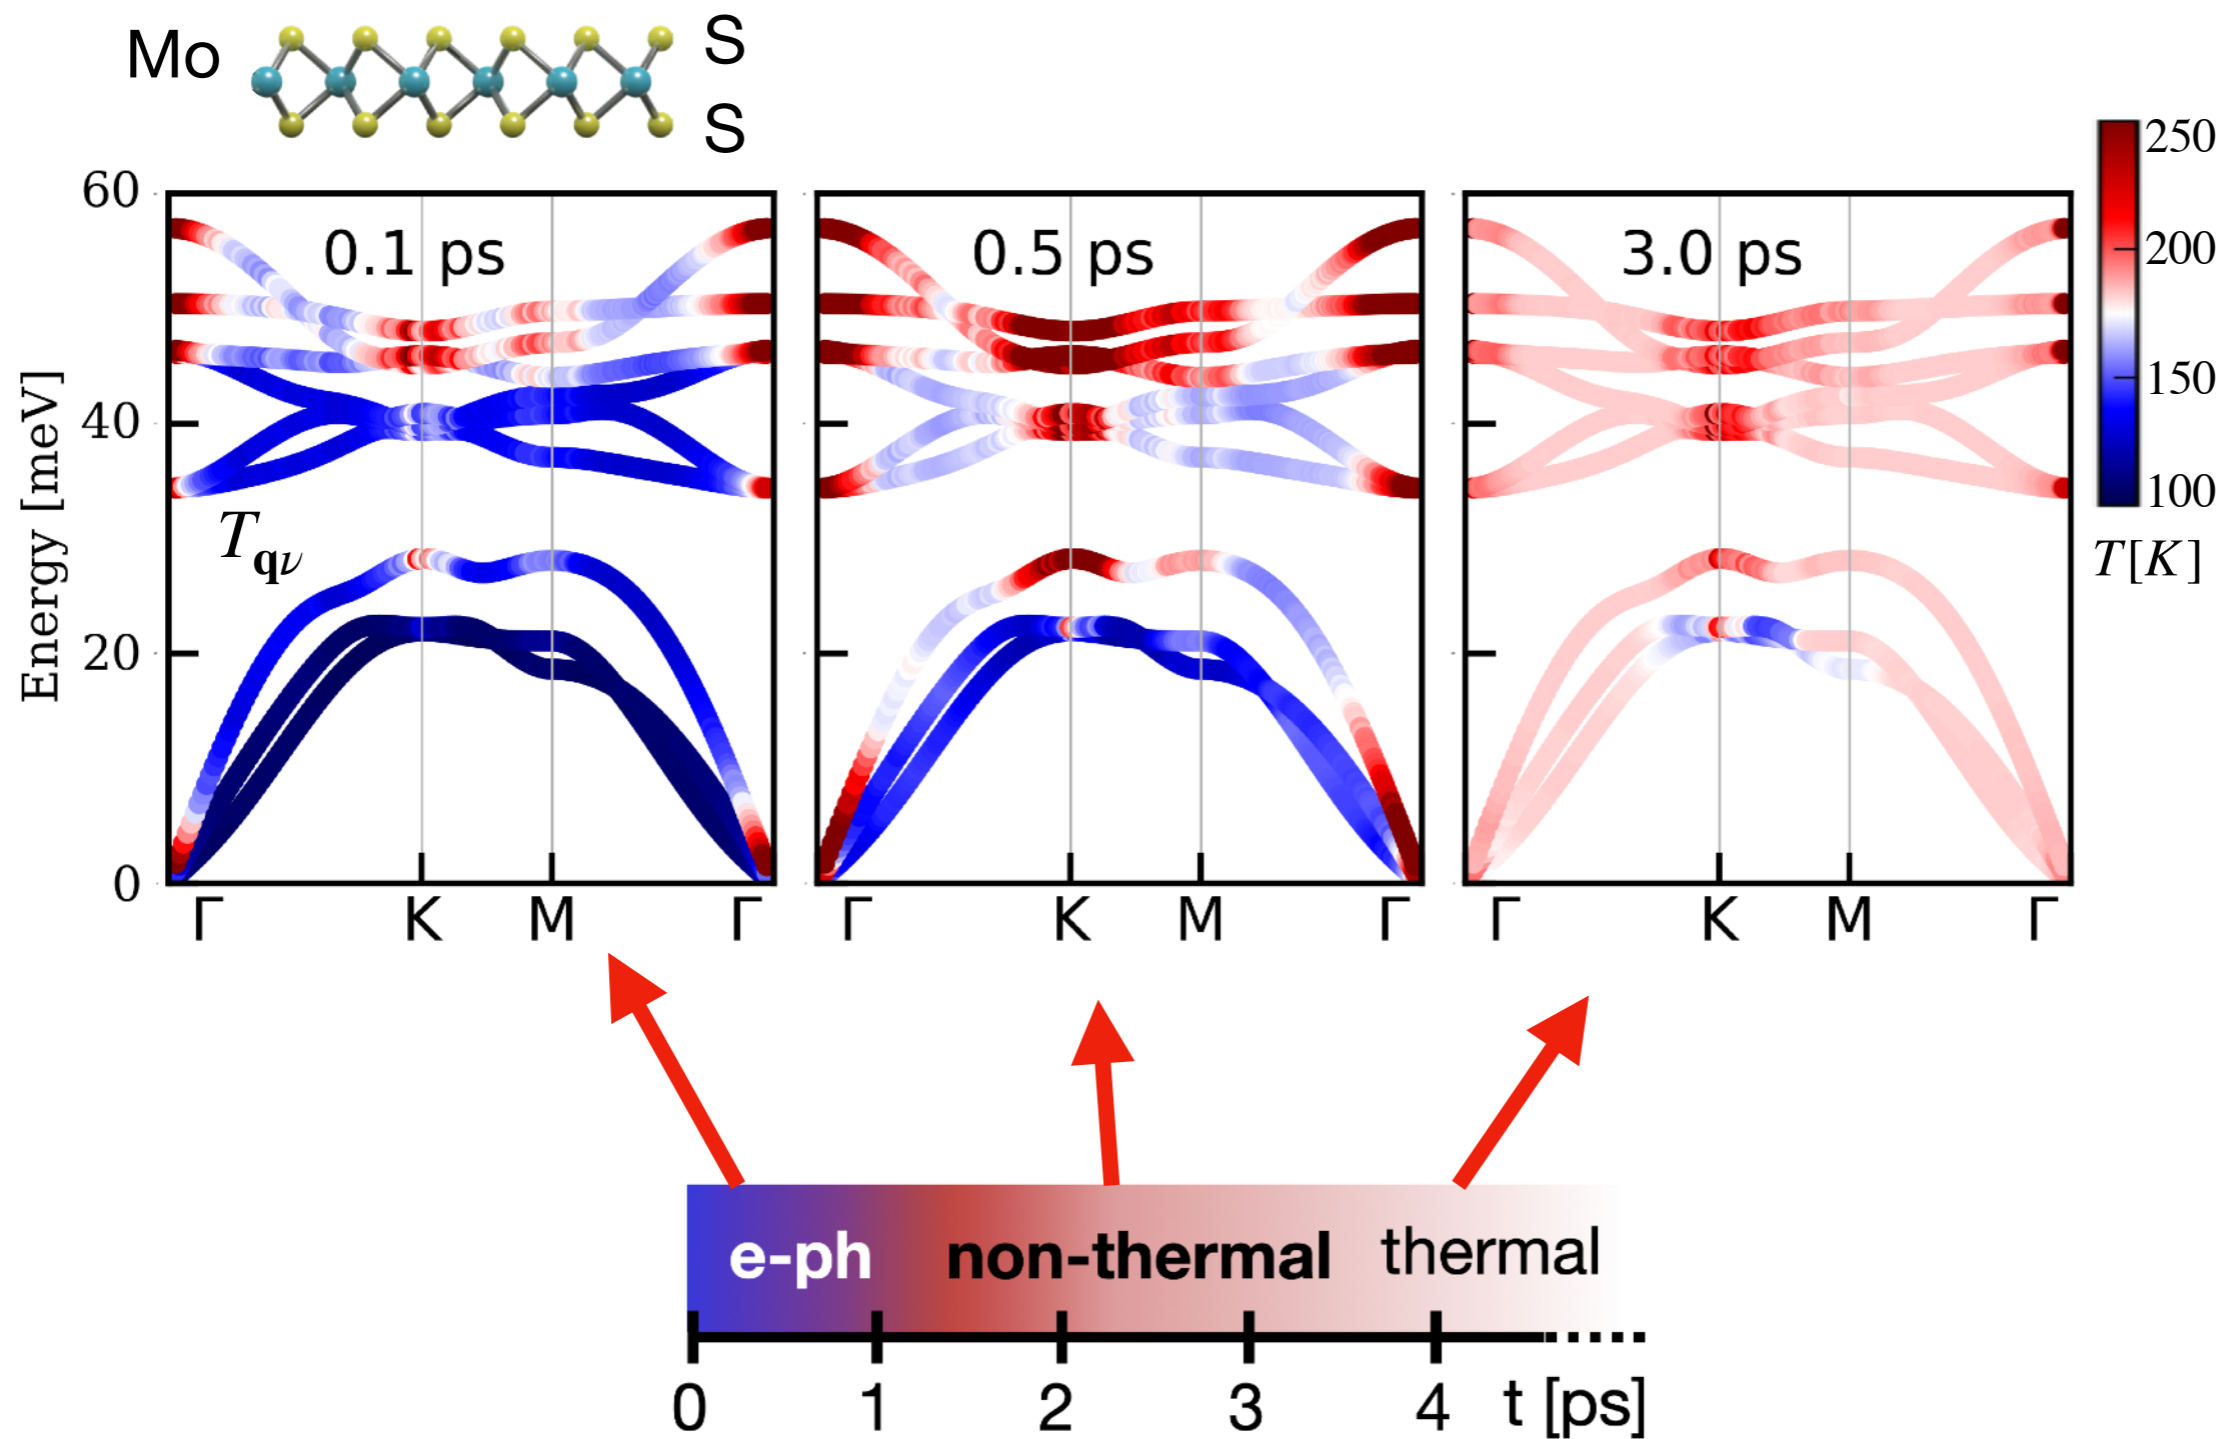 Mo
S
S
60
40
20
0
Energy [meV]
0.1 ps
0.5 ps
3.0 ps
T𝐪ν
Γ K M Γ
Γ K M Γ
Γ K M Γ
250
200
150
100
T[K]
e-ph non-thermal thermal
0 1 2 3 4 t [ps]